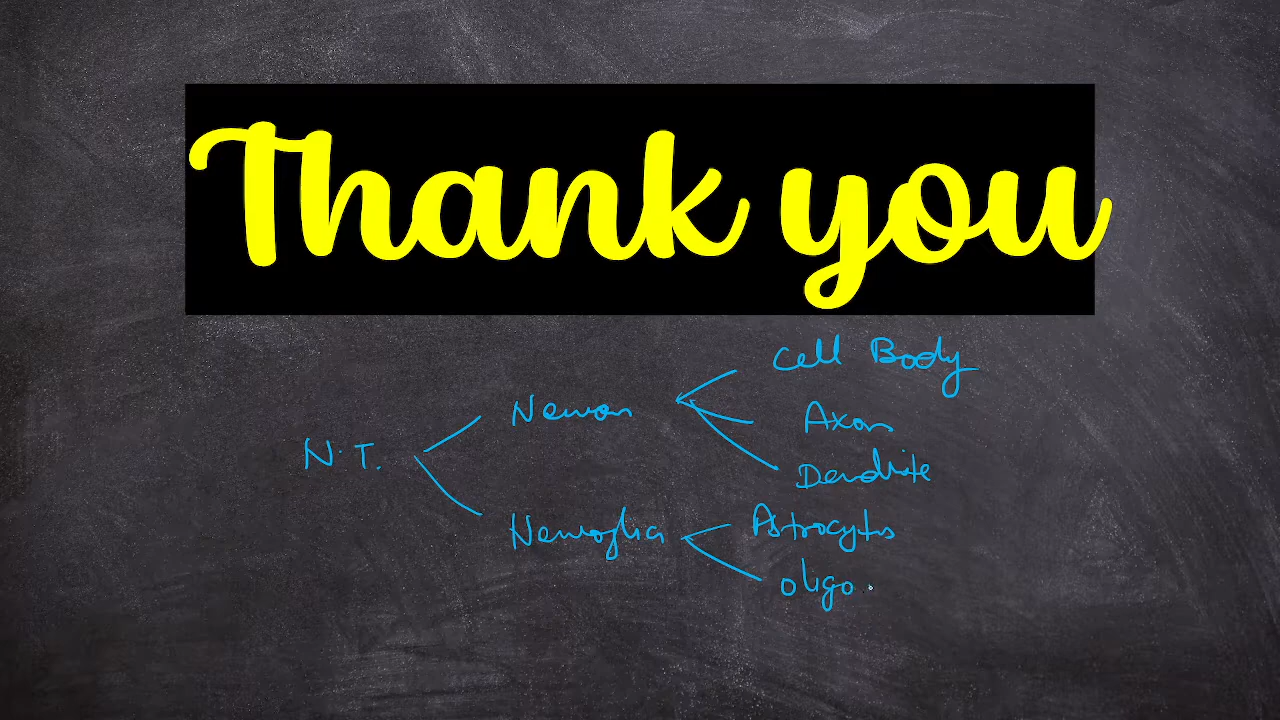 Thank you
Cell Body
Neuron
Axon
N.T.
Dendrite
Neuroglia
Astrocytes
oligo